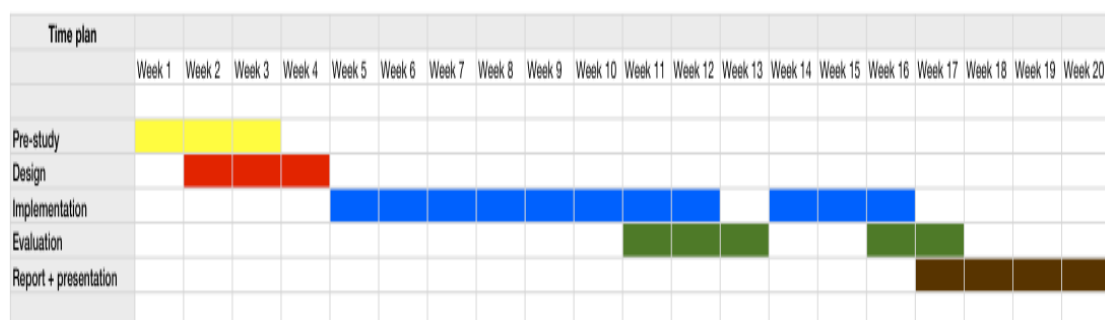 Time plan
Week 1 Week 2 Week 3 Week 4 Week 5 Week 6 Week 7 Week 8 Week 9 Week 10 Week 11 Week 12 Week 13 Week 14 Week 15 Week 16 Week 17 Week 18 Week 19 Week 20
Pre-study
Design
Implementation
Evaluation
Report + presentation